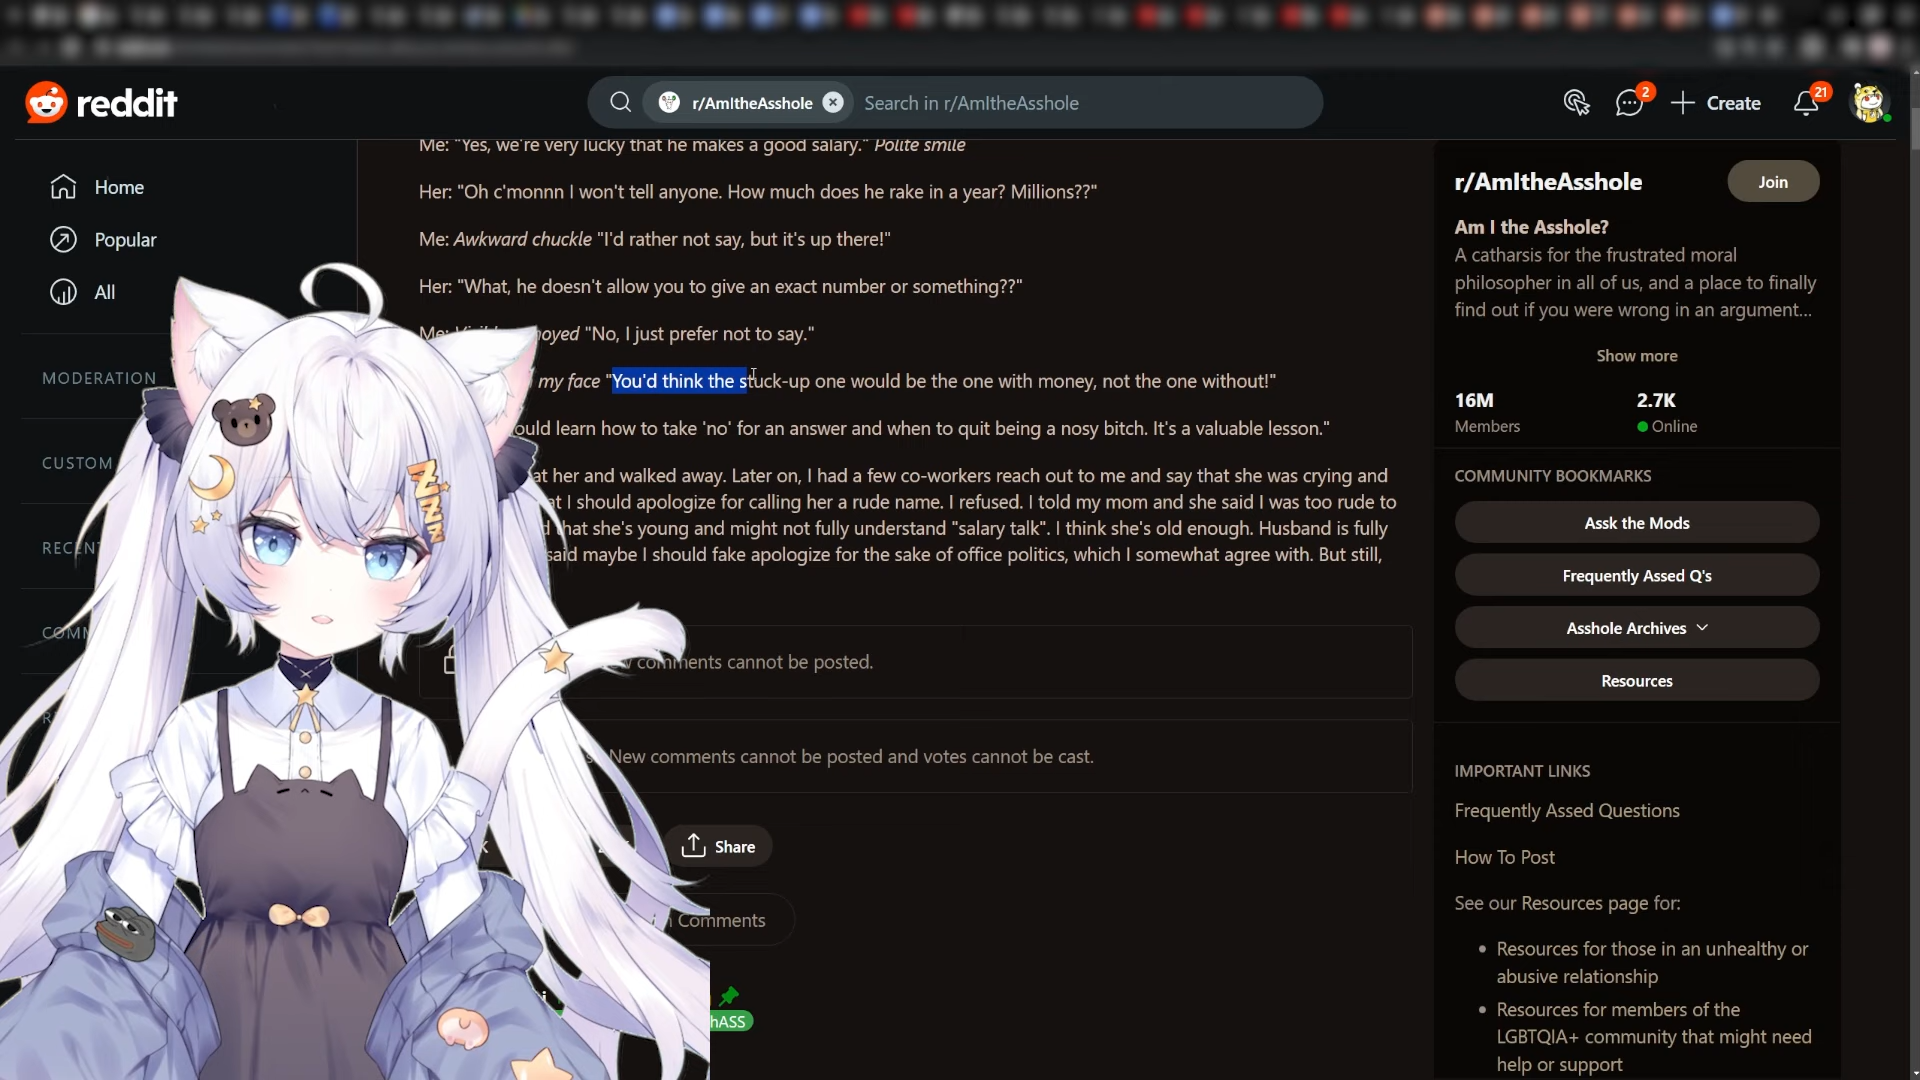 reddit
r/AmItheAsshole
Search in r/AmItheAsshole
2
Create
21
Home
Popular
All
MODERATION
CUSTOM
RECENT
Me: "Yes, we're very lucky that he makes a good salary." Polite smile
Her: "Oh c'monnn I won't tell anyone. How much does he rake in a year? Millions??"
Me: Awkward chuckle "I'd rather not say, but it's up there!"
Her: "What, he doesn't allow you to give an exact number or something??"
Me: "No, I just prefer not to say."
my face "You'd think the stuck-up one would be the one with money, not the one without!"
learn how to take 'no' for an answer and when to quit being a nosy bitch. It's a valuable lesson."
at her and walked away. Later on, I had a few co-workers reach out to me and say that she was crying and
I should apologize for calling her a rude name. I refused. I told my mom and she said I was too rude to
that she's young and might not fully understand "salary talk". I think she's old enough. Husband is fully
said maybe I should fake apologize for the sake of office politics, which I somewhat agree with. But still,
comments cannot be posted.
New comments cannot be posted and votes cannot be cast.
Share
Comments
r/AmItheAsshole
Join
Am I the Asshole?
A catharsis for the frustrated moral
philosopher in all of us, and a place to finally
find out if you were wrong in an argument...
Show more
16M
2.7K
Members
Online
COMMUNITY BOOKMARKS
Assk the Mods
Frequently Assed Q's
Asshole Archives
Resources
IMPORTANT LINKS
Frequently Assed Questions
How To Post
See our Resources page for:
Resources for those in an unhealthy or
abusive relationship
Resources for members of the
LGBTQIA+ community that might need
help or support